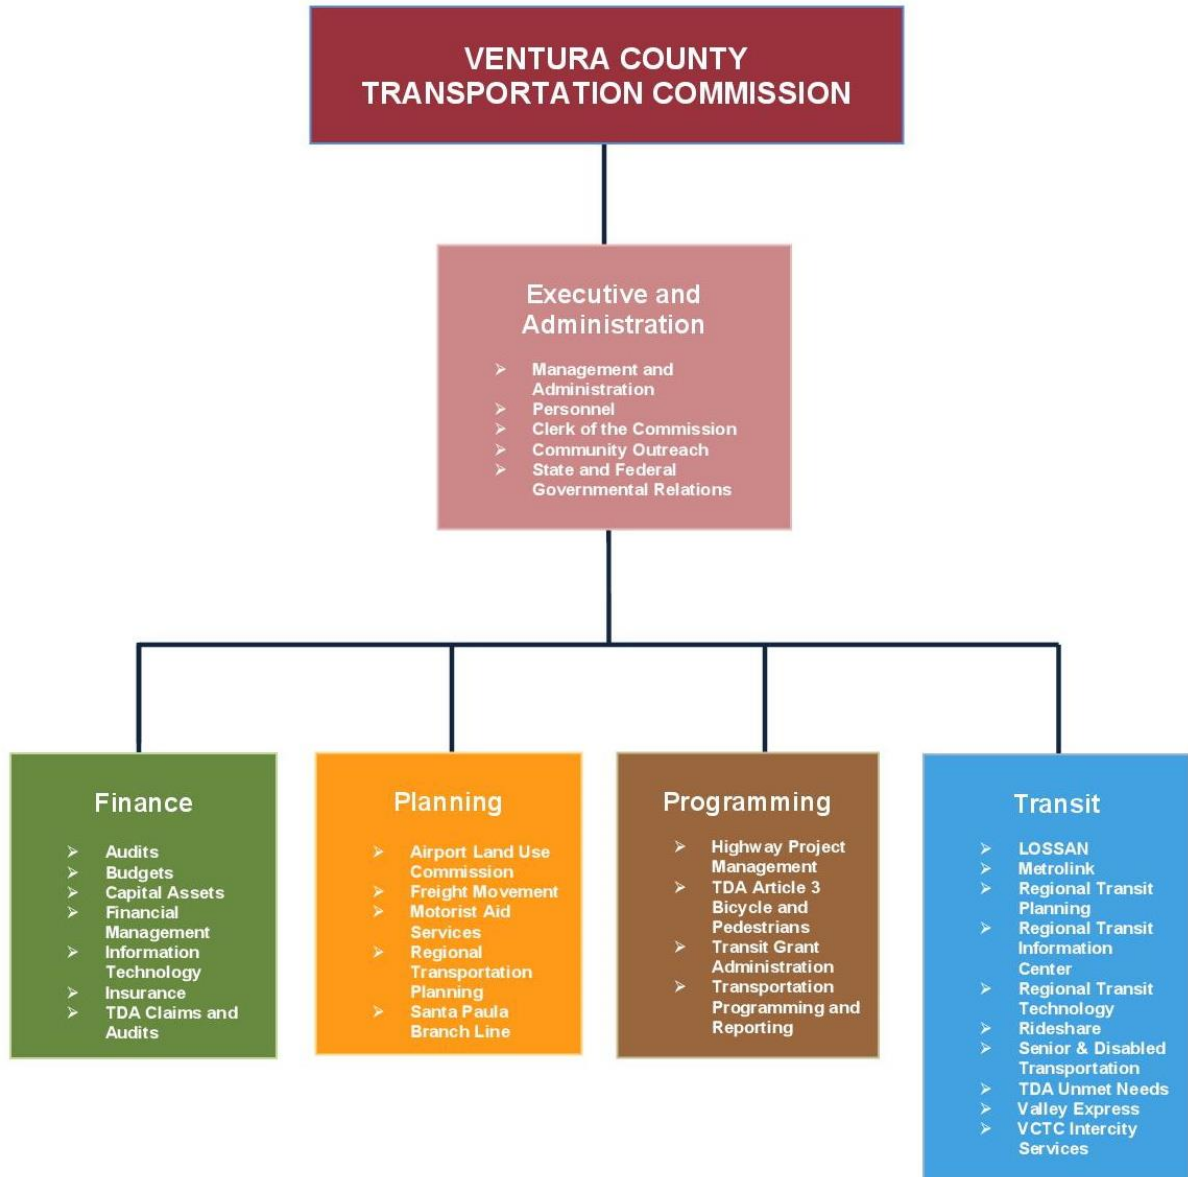 VENTURA COUNTY
TRANSPORTATION COMMISSION
Executive and
Administration
➢ Management and
Administration
➢ Personnel
➢ Clerk of the Commission
➢ Community Outreach
➢ State and Federal
Governmental Relations
Finance
➢ Audits
➢ Budgets
➢ Capital Assets
➢ Financial
Management
➢ Information
Technology
➢ Insurance
➢ TDA Claims and
Audits
Planning
➢ Airport Land Use
Commission
➢ Freight Movement
➢ Motorist Aid
Services
➢ Regional
Transportation
Planning
➢ Santa Paula
Branch Line
Programming
➢ Highway Project
Management
➢ TDA Article 3
Bicycle and
Pedestrians
➢ Transit Grant
Administration
➢ Transportation
Programming and
Reporting
Transit
➢ LOSSAN
➢ Metrolink
➢ Regional Transit
Planning
➢ Regional Transit
Information
Center
➢ Regional Transit
Technology
➢ Rideshare
➢ Senior & Disabled
Transportation
➢ TDA Unmet Needs
➢ Valley Express
➢ VCTC Intercity
Services